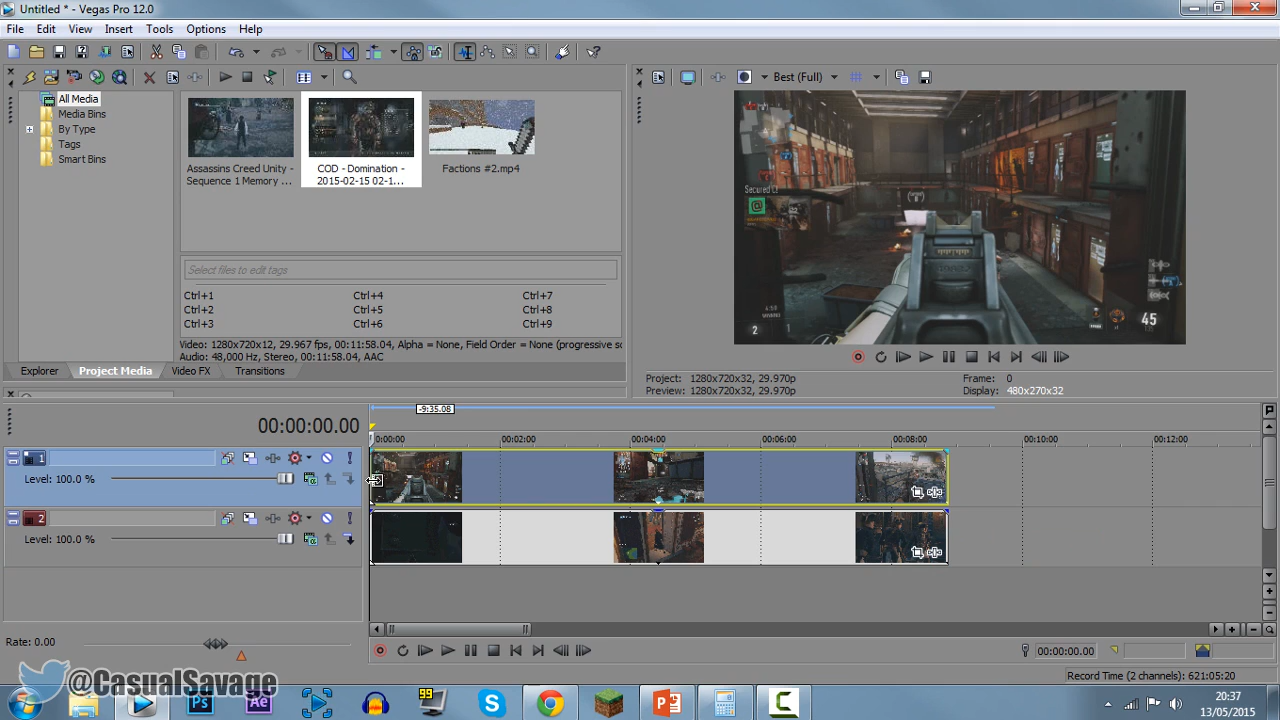 Untitled * - Vegas Pro 12.0
File Edit View Insert Tools Options Help
Best (Full)
All Media
Media Bins
By Type
Tags
Smart Bins
Assassins Creed Unity - Sequence 1 Memory ...
COD - Domination - 2015-02-15 02-1...
Factions #2.mp4
Select files to edit tags
Ctrl+1 Ctrl+4 Ctrl+7
Ctrl+2 Ctrl+5 Ctrl+8
Ctrl+3 Ctrl+6 Ctrl+9
Video: 1280x720x12, 29.967 fps, 00:11:58.04, Alpha = None, Field Order = None (progressive sc
Audio: 48,000 Hz, Stereo, 00:11:58.04, AAC
Explorer Project Media Video FX Transitions
45
2
Project: 1280x720x32, 29.970p Frame: 0
Preview: 1280x720x32, 29.970p Display: 480x270x32
-9:35.08
00:00:00.00
0:00:00 00:02:00 00:04:00 00:06:00 00:08:00 00:10:00 00:12:00
1
Level: 100.0 %
2
Level: 100.0 %
Rate: 0.00
00:00:00.00
Record Time (2 channels): 621:05:20
@CasualSavage
Ps
Ae
99
20:37
13/05/2015